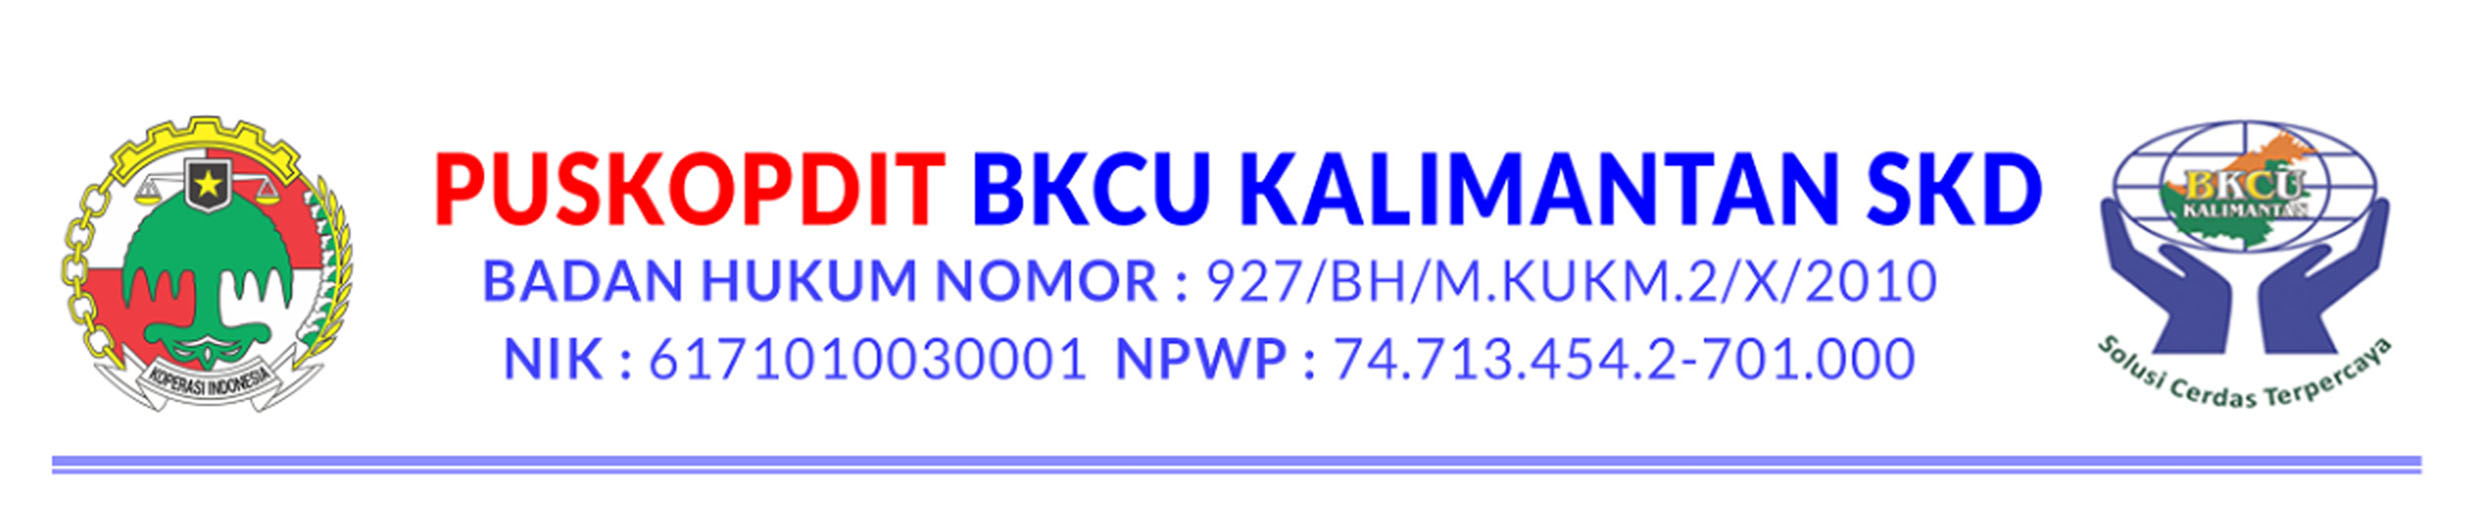 PUSKOPDIT BKCU KALIMANTAN SKD
BADAN HUKUM NOMOR : 927/BH/M.KUKM.2/X/2010
NIK : 6171010030001 NPWP : 74.713.454.2-701.000
KOPERASI INDONESIA
BKCU
KALIMANTAN
Solusi Cerdas Terpercaya